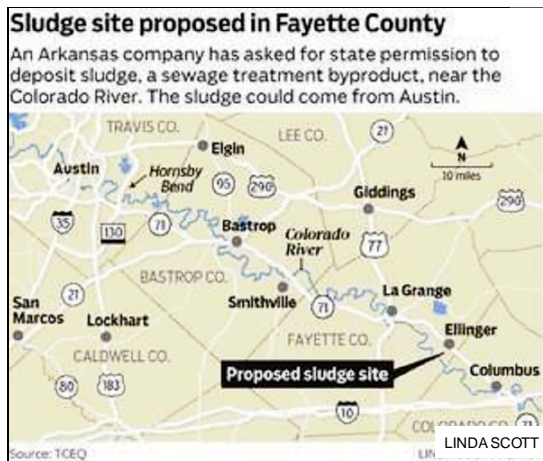 Sludge site proposed in Fayette County
An Arkansas company has asked for state permission to
deposit sludge, a sewage treatment byproduct, near the
Colorado River. The sludge could come from Austin.
TRAVIS CO.
LEE CO.
21
N
10 miles
Elgin
Austin
Hornsby
Bend
95
290
Giddings
290
35
130
71
Bastrop
Colorado
River
77
BASTROP CO.
21
San
Marcos
Lockhart
Smithville
71
La Grange
FAYETTE CO.
Ellinger
CALDWELL CO.
Proposed sludge site
Columbus
80
183
10
71
Source: TCEQ
LINDA SCOTT